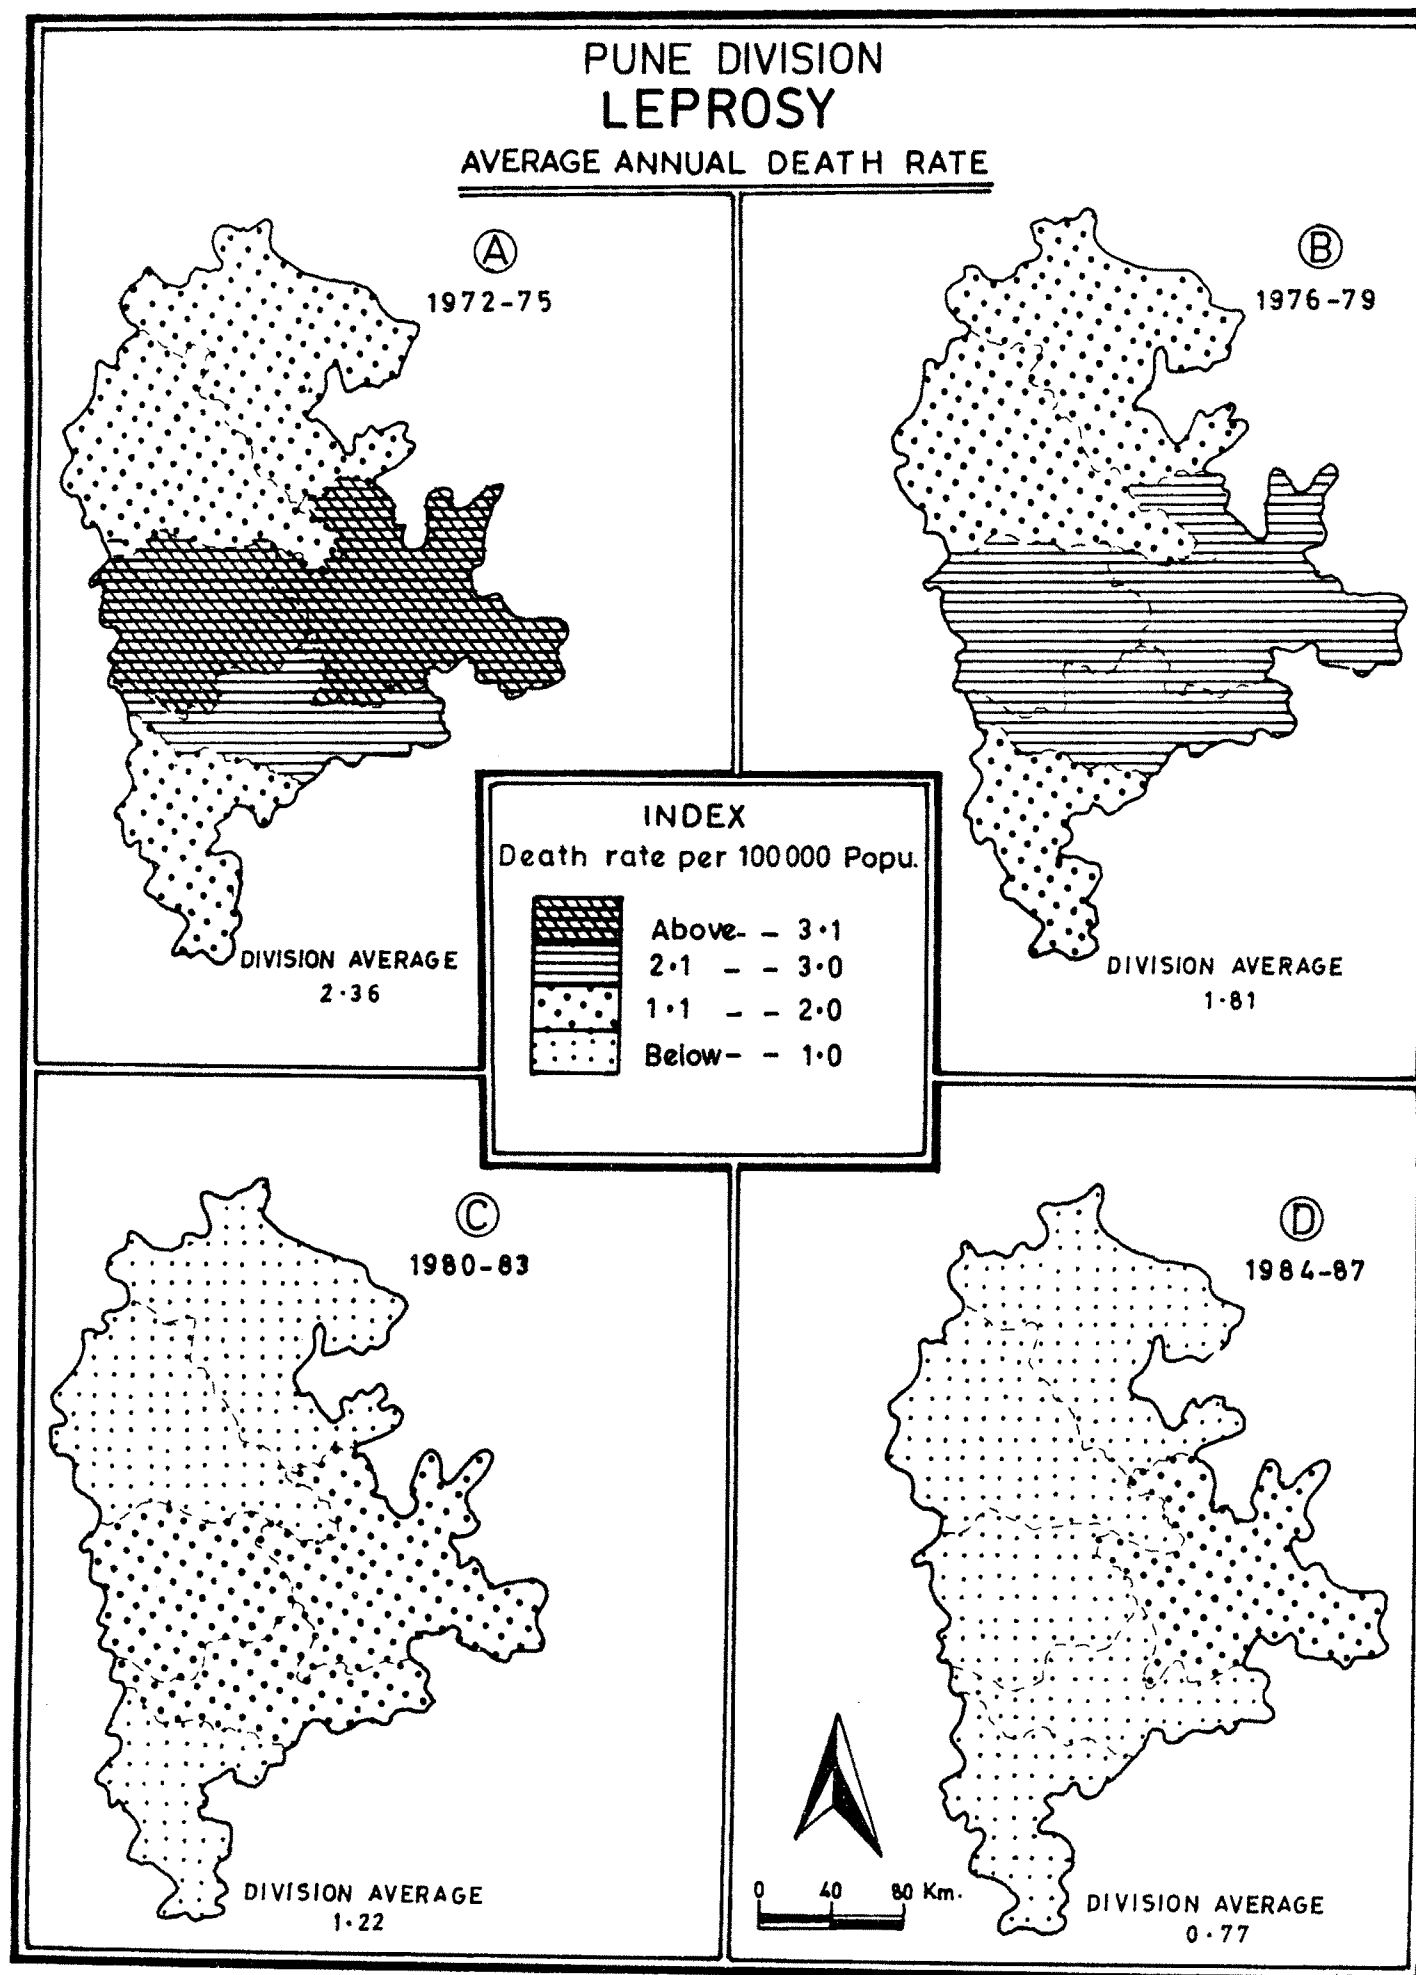 PUNE DIVISION
LEPROSY
AVERAGE ANNUAL DEATH RATE
A
1972-75
B
1976-79
DIVISION AVERAGE
2·36
DIVISION AVERAGE
1·81
INDEX
Death rate per 100000 Popu.
Above- - 3·1
2·1 - - 3·0
1·1 - - 2·0
Below- - 1·0
C
1980-83
D
1984-87
DIVISION AVERAGE
1·22
0 40 80 Km.
DIVISION AVERAGE
0·77